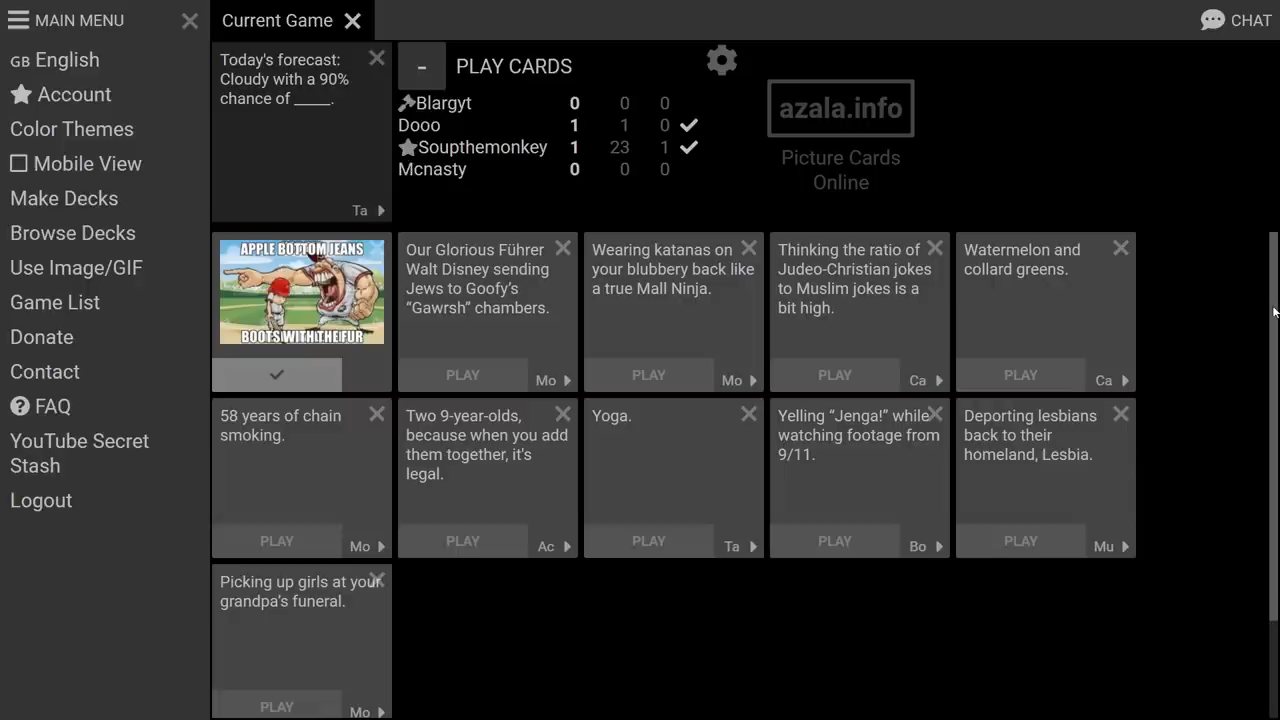 MAIN MENU
GB English
Account
Color Themes
Mobile View
Make Decks
Browse Decks
Use Image/GIF
Game List
Donate
Contact
FAQ
YouTube Secret
Stash
Logout
Current Game
CHAT
Today's forecast:
Cloudy with a 90%
chance of _____.
Ta
- PLAY CARDS
Blargyt 0 0 0
Dooo 1 1 0
Soupthemonkey 1 23 1
Mcnasty 0 0 0
azala.info
Picture Cards
Online
APPLE BOTTOM JEANS
BOOTS WITH THE FUR
Our Glorious Führer
Walt Disney sending
Jews to Goofy's
“Gawrsh” chambers.
PLAY Mo
Wearing katanas on
your blubbery back like
a true Mall Ninja.
PLAY Mo
Thinking the ratio of
Judeo-Christian jokes
to Muslim jokes is a
bit high.
PLAY Ca
Watermelon and
collard greens.
PLAY Ca
58 years of chain
smoking.
PLAY Mo
Two 9-year-olds,
because when you add
them together, it's
legal.
PLAY Ac
Yoga.
PLAY Ta
Yelling “Jenga!” while
watching footage from
9/11.
PLAY Bo
Deporting lesbians
back to their
homeland, Lesbia.
PLAY Mu
Picking up girls at your
grandpa's funeral.
PLAY Mo